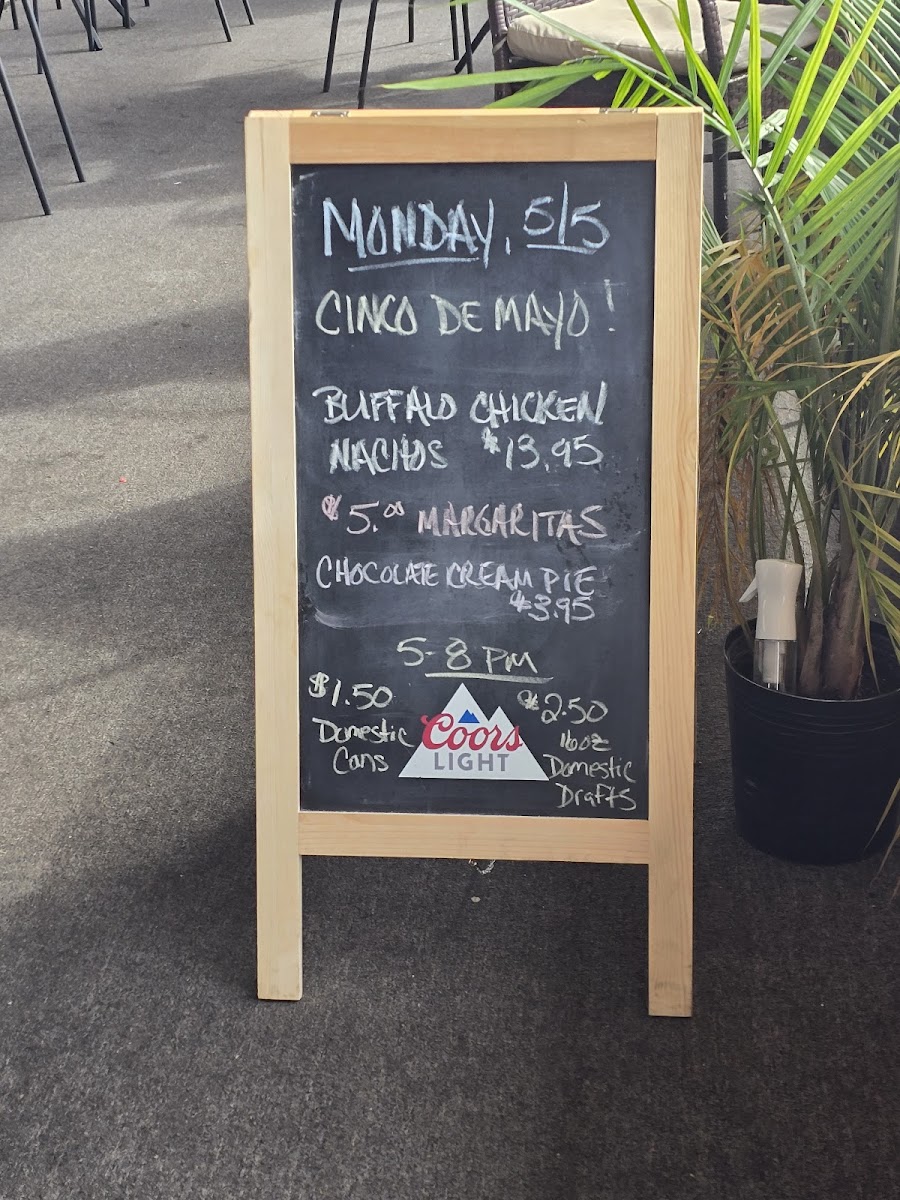 MONDAY, 5/5
CINCO DE MAYO!
BUFFALO CHICKEN
NACHOS $13.95
$5.00 MARGARITAS
CHOCOLATE CREAM PIE
$3.95
5-8 PM
$1.50
Domestic
Cans
Coors
LIGHT
$2.50
16oz
Domestic
Drafts